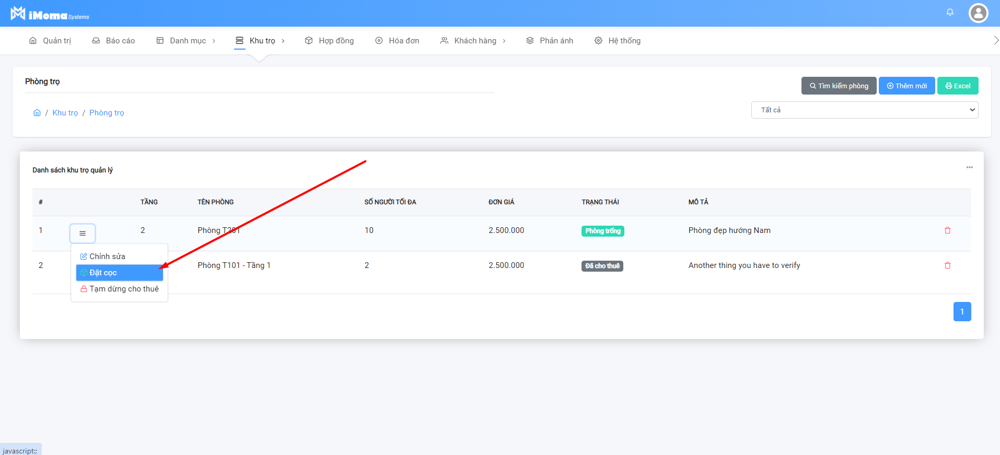 iMoma Systems
Quản trị Báo cáo Danh mục Khu trọ Hợp đồng Hóa đơn Khách hàng Phản ánh Hệ thống
Phòng trọ
Tìm kiếm phòng Thêm mới Excel
/ Khu trọ / Phòng trọ
Tất cả
Danh sách khu trọ quản lý
# TẦNG TÊN PHÒNG SỐ NGƯỜI TỐI ĐA ĐƠN GIÁ TRẠNG THÁI MÔ TẢ
1 2 Phòng T201 10 2.500.000 Phòng trống Phòng đẹp hướng Nam
Chỉnh sửa
Đặt cọc
Tạm dừng cho thuê
2 Phòng T101 - Tầng 1 2 2.500.000 Đã cho thuê Another thing you have to verify
1
javascript:;